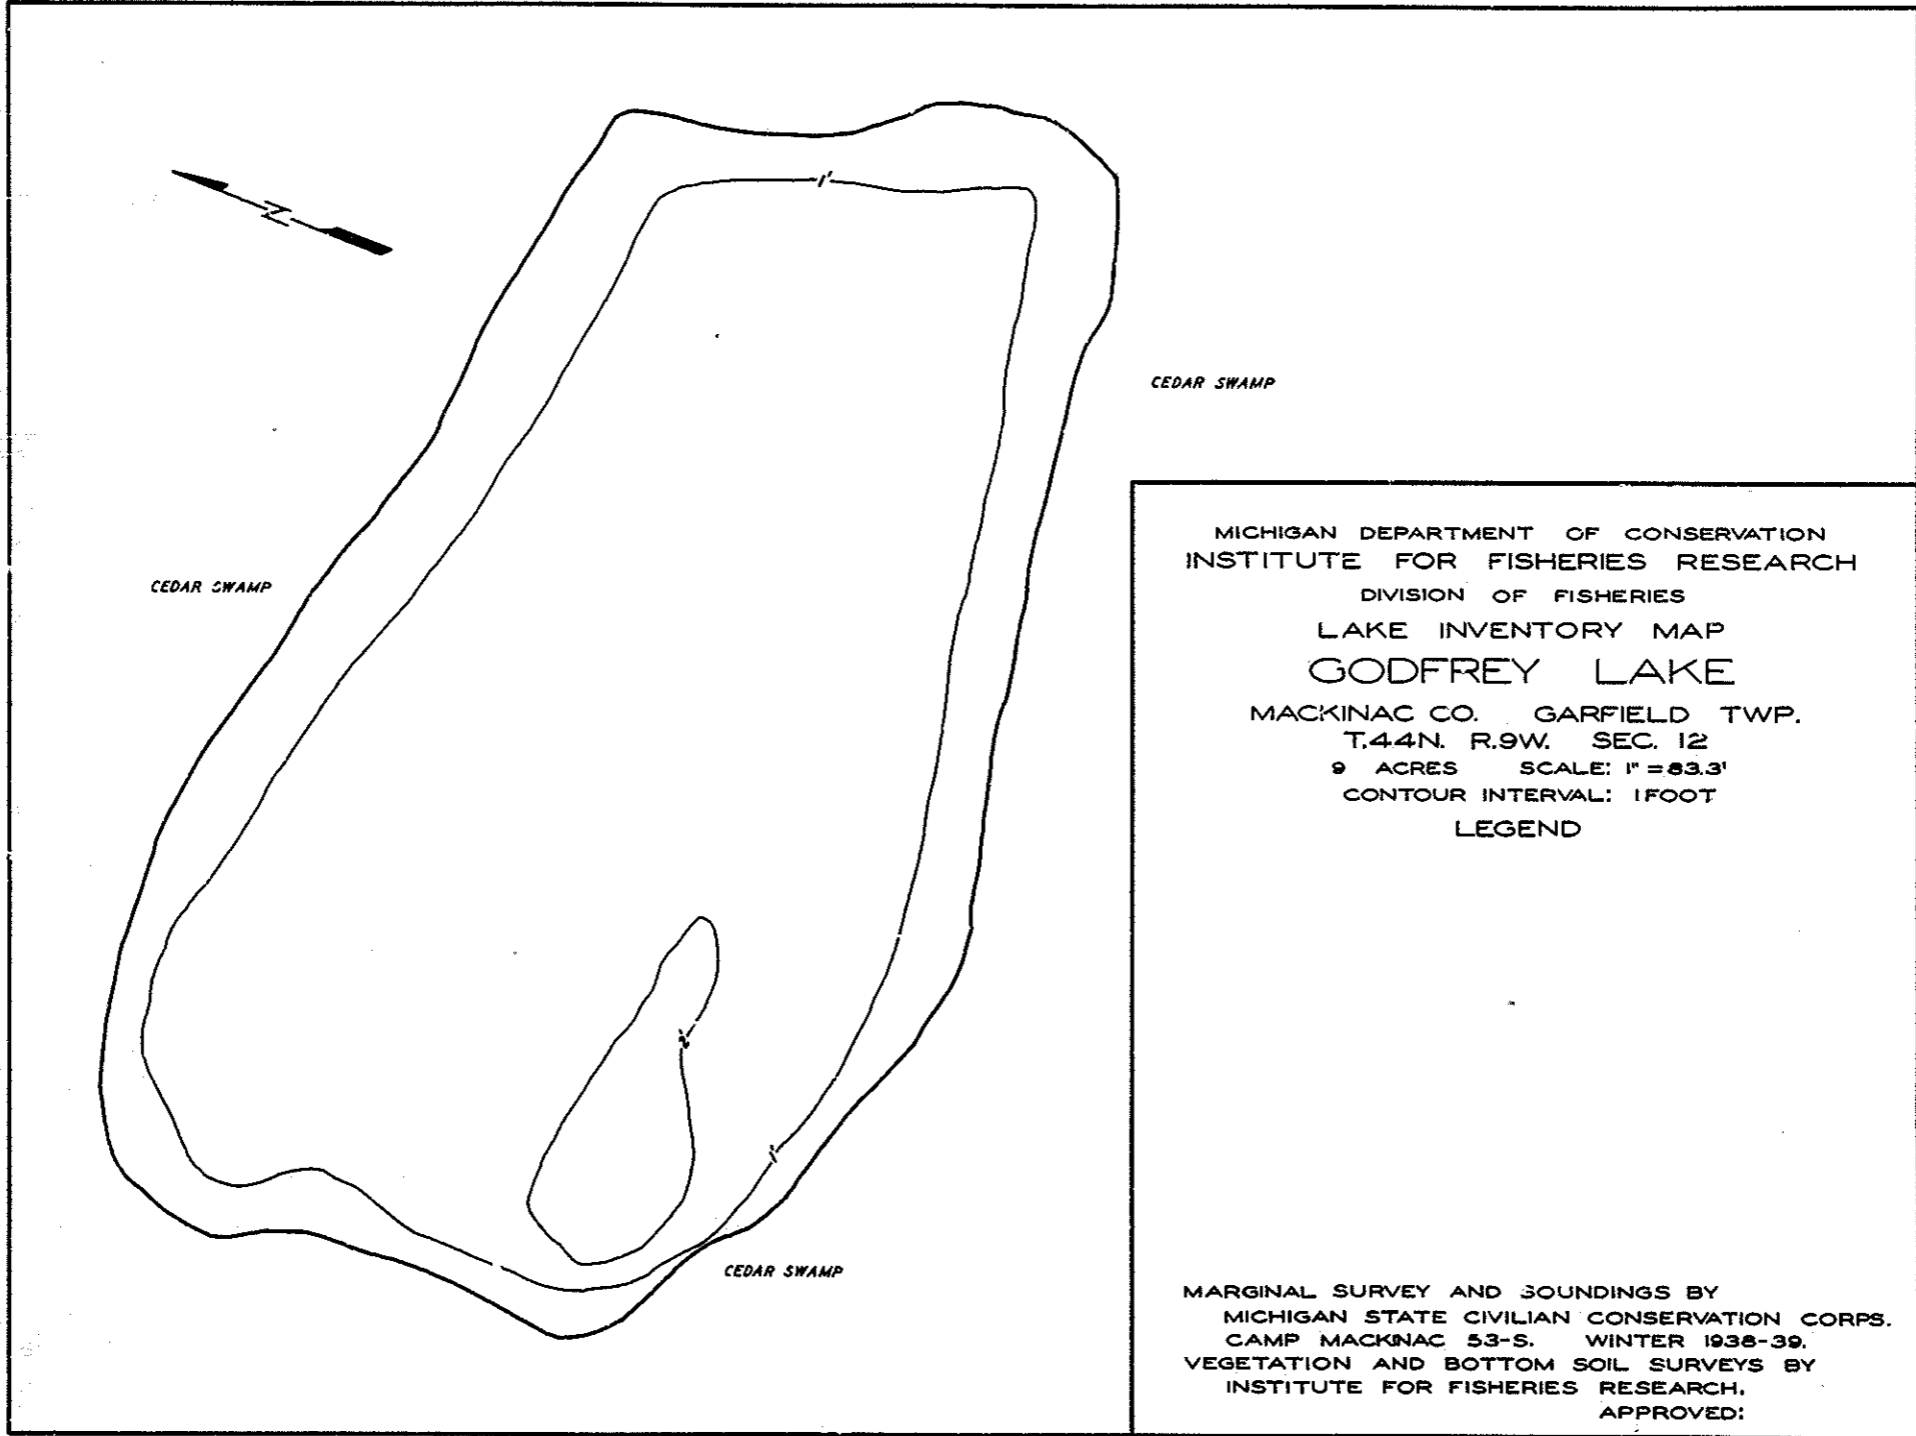 N
1'
CEDAR SWAMP
CEDAR SWAMP
2'
1'
CEDAR SWAMP
MICHIGAN DEPARTMENT OF CONSERVATION
INSTITUTE FOR FISHERIES RESEARCH
DIVISION OF FISHERIES
LAKE INVENTORY MAP
GODFREY LAKE
MACKINAC CO. GARFIELD TWP.
T.44N. R.9W. SEC. 12
9 ACRES SCALE: 1" = 83.3'
CONTOUR INTERVAL: 1 FOOT
LEGEND
MARGINAL SURVEY AND SOUNDINGS BY
MICHIGAN STATE CIVILIAN CONSERVATION CORPS.
CAMP MACKINAC 53-S. WINTER 1938-39.
VEGETATION AND BOTTOM SOIL SURVEYS BY
INSTITUTE FOR FISHERIES RESEARCH.
APPROVED: